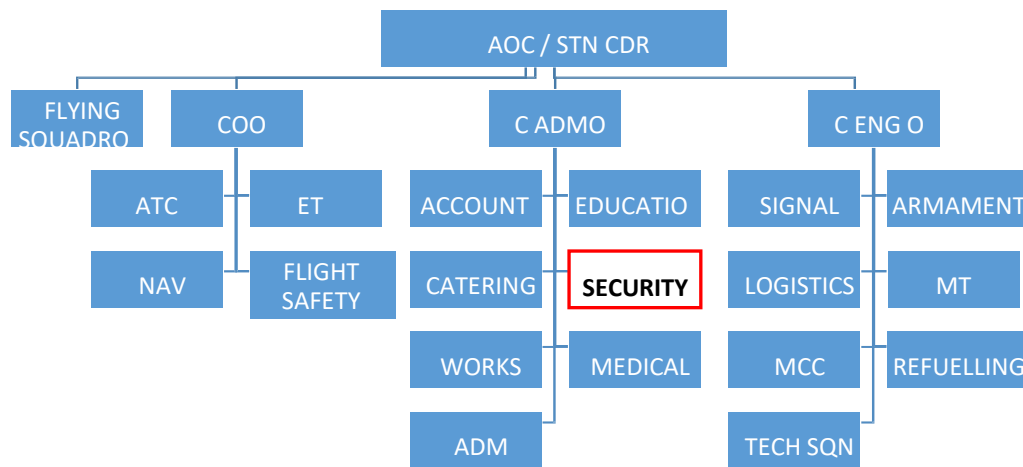 AOC / STN CDR
FLYING
SQUADRO
COO
C ADMO
C ENG O
ATC
ET
ACCOUNT
EDUCATIO
SIGNAL
ARMAMENT
NAV
FLIGHT
SAFETY
CATERING
SECURITY
LOGISTICS
MT
WORKS
MEDICAL
MCC
REFUELLING
ADM
TECH SQN